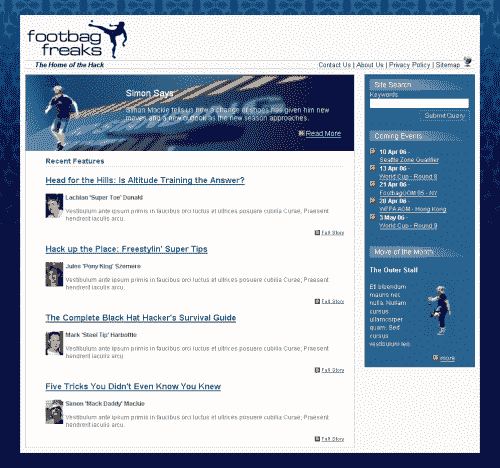 footbag
freaks
The Home of the Hack
Contact Us | About Us | Privacy Policy | Sitemap
Simon Says
Simon Mackie tells us how a change of shoes has given him new
moves and a new outlook as the new season approaches.
Read More
Recent Features
Head for the Hills: Is Altitude Training the Answer?
Lachlan 'Super Toe' Donald
Vestibulum ante ipsum primis in faucibus orci luctus et ultrices posuere cubilia Curae; Praesent
hendrerit iaculis arcu.
Full Story
Hack up the Place: Freestylin' Super Tips
Jules 'Pony King' Szemere
Vestibulum ante ipsum primis in faucibus orci luctus et ultrices posuere cubilia Curae; Praesent
hendrerit iaculis arcu.
Full Story
The Complete Black Hat Hacker's Survival Guide
Mark 'Steel Tip' Harbottle
Vestibulum ante ipsum primis in faucibus orci luctus et ultrices posuere cubilia Curae; Praesent
hendrerit iaculis arcu.
Full Story
Five Tricks You Didn't Even Know You Knew
Simon 'Mack Daddy' Mackie
Vestibulum ante ipsum primis in faucibus orci luctus et ultrices posuere cubilia Curae; Praesent
hendrerit iaculis arcu.
Full Story
Site Search
Keywords
Submit Query
Coming Events
10 Apr 06 -
Seattle Zone Qualifier
13 Apr 06 -
World Cup - Round 8
21 Apr 06 -
FootbagDOM 05 - NY
28 Apr 06 -
WEFA AGM - Hong Kong
3 May 06 -
World Cup - Round 9
Move of the Month
The Outer Stall
Ett bibendum
mauris nec
nulla. Nullam
cursus
ullamcorper
quam. Sed
cursus
vestibulum leo.
more